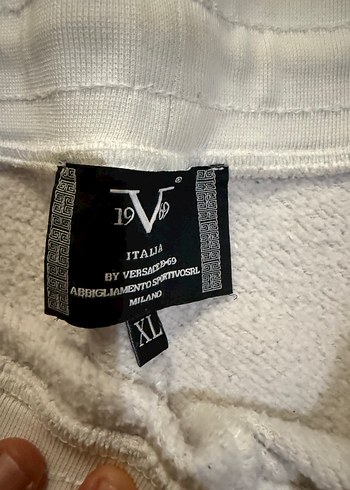 19V69
®
ITALIA
BY VERSACE 19•69
ABBIGLIAMENTO SPORTIVO SRL
MILANO
XL